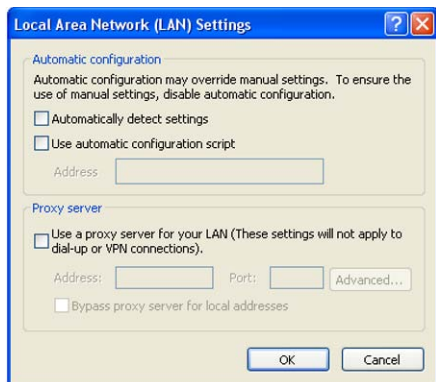 Local Area Network (LAN) Settings
Automatic configuration
Automatic configuration may override manual settings. To ensure the
use of manual settings, disable automatic configuration.
Automatically detect settings
Use automatic configuration script
Address
Proxy server
Use a proxy server for your LAN (These settings will not apply to
dial-up or VPN connections).
Address:
Port:
Advanced...
Bypass proxy server for local addresses
OK
Cancel